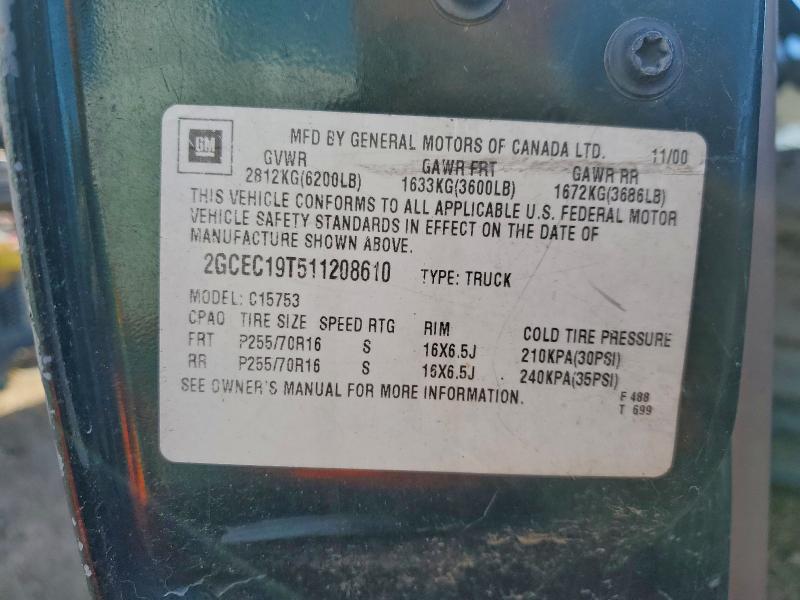 GM
MFD BY GENERAL MOTORS OF CANADA LTD. 11/00
GVWR GAWR FRT GAWR RR
2812KG(6200LB) 1633KG(3600LB) 1672KG(3686LB)
THIS VEHICLE CONFORMS TO ALL APPLICABLE U.S. FEDERAL MOTOR
VEHICLE SAFETY STANDARDS IN EFFECT ON THE DATE OF
MANUFACTURE SHOWN ABOVE.
2GCEC19T511208610 TYPE: TRUCK
MODEL: C15753
CPAO TIRE SIZE SPEED RTG RIM COLD TIRE PRESSURE
FRT P255/70R16 S 16X6.5J 210KPA(30PSI)
RR P255/70R16 S 16X6.5J 240KPA(35PSI)
SEE OWNER'S MANUAL FOR MORE INFORMATION.
F 488
T 699